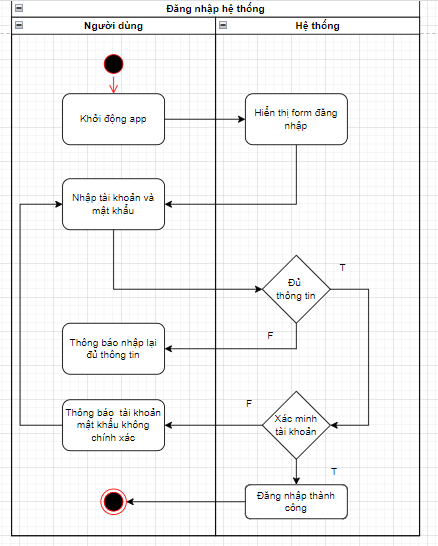 Đăng nhập hệ thống
Người dùng
Hệ thống
Khởi động app
Hiển thị form đăng
nhập
Nhập tài khoản và
mật khẩu
Đủ
thông tin
T
F
Thông báo nhập lại
đủ thông tin
Thông báo tài khoản
mật khẩu không
chính xác
F
Xác minh
tài khoản
T
Đăng nhập thành
công